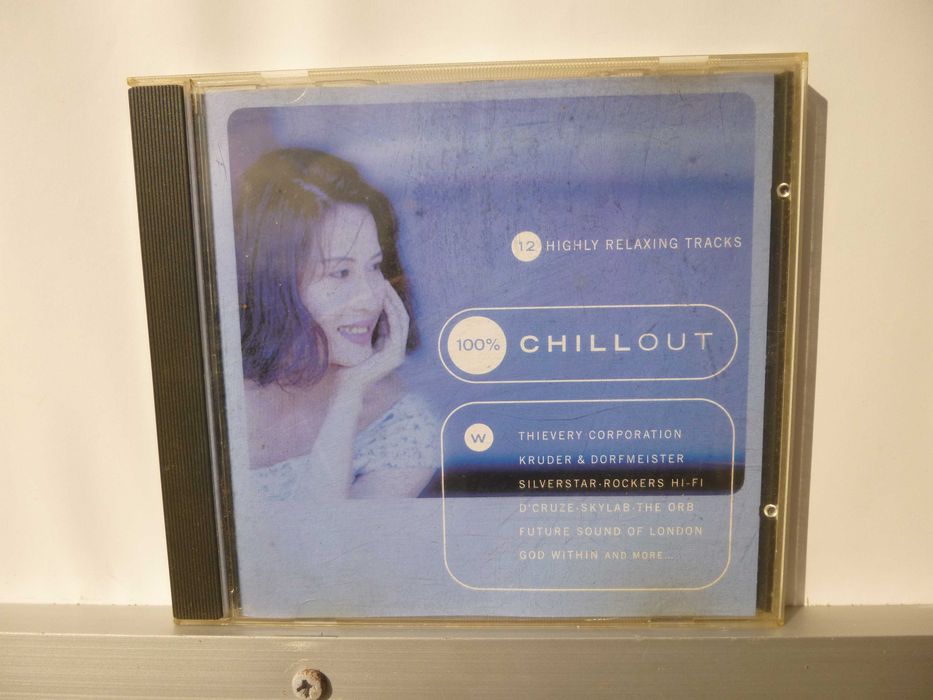 12 HIGHLY RELAXING TRACKS
100% CHILLOUT
W THIEVERY CORPORATION
KRUDER & DORFMEISTER
SILVERSTAR·ROCKERS HI-FI
D'CRUZE·SKYLAB·THE ORB
FUTURE SOUND OF LONDON
GOD WITHIN AND MORE....